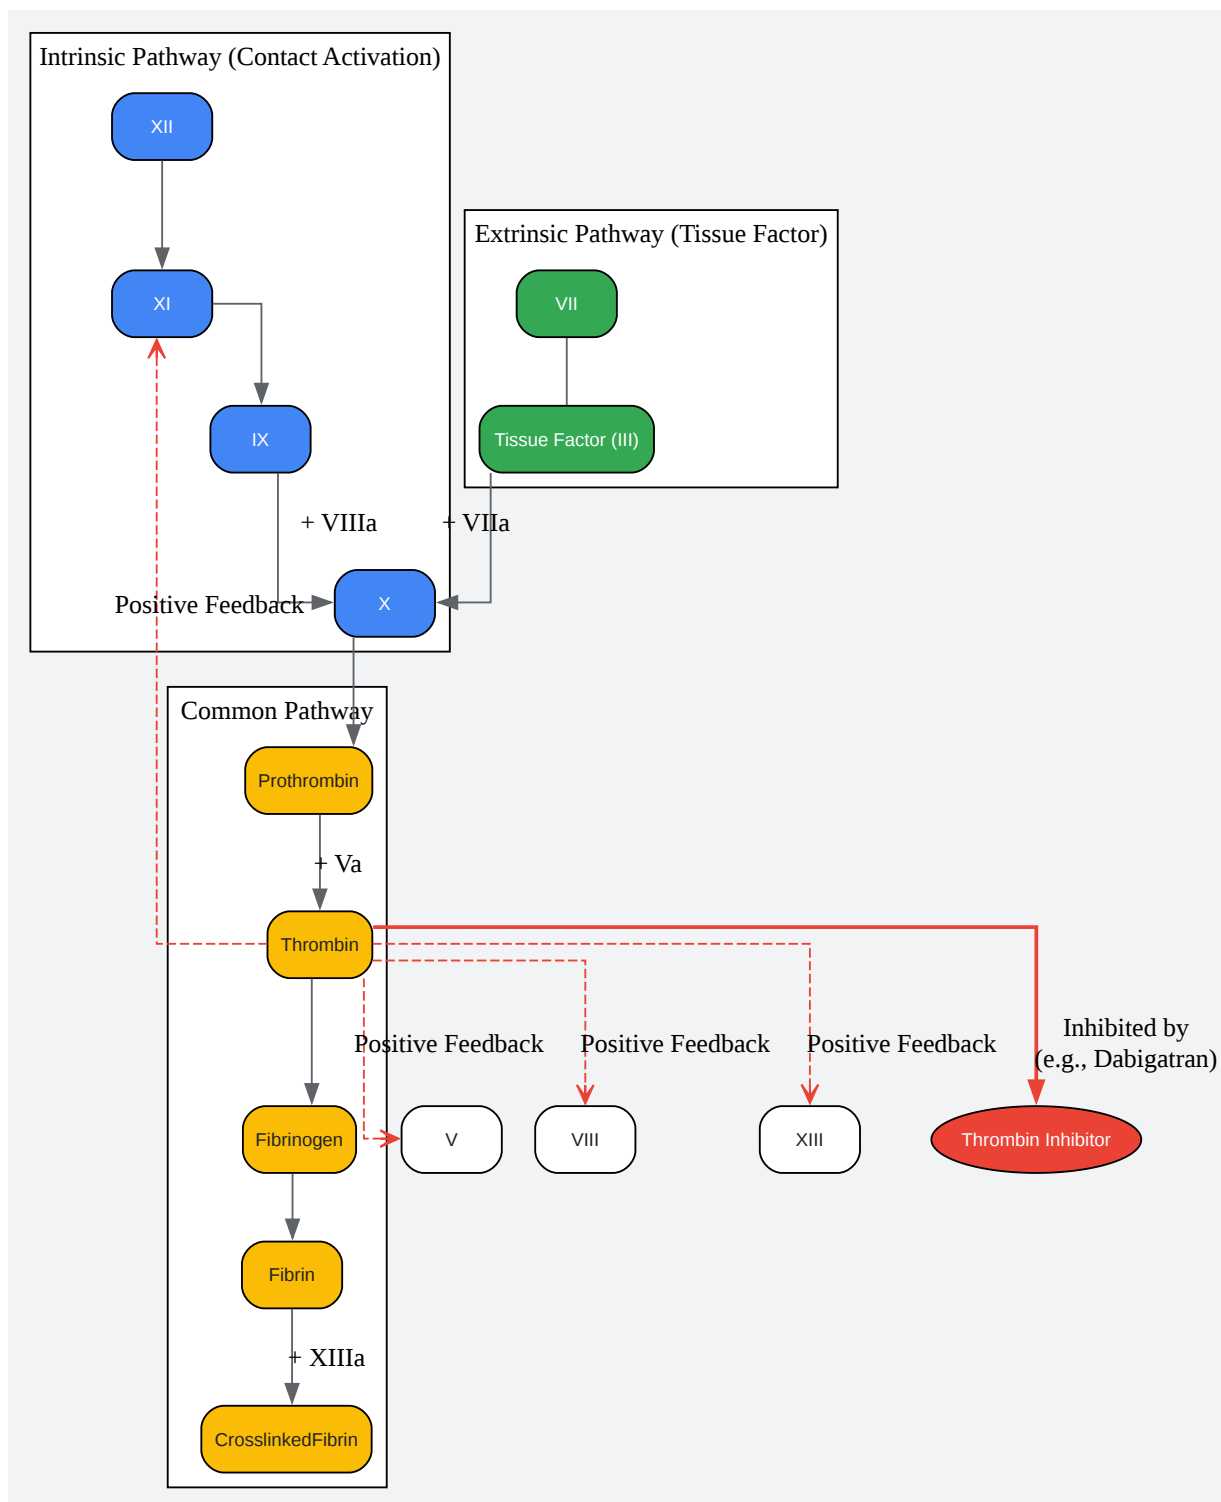 Intrinsic Pathway (Contact Activation)
XII
Extrinsic Pathway (Tissue Factor)
XI
VII
IX
Tissue Factor (III)
+ VIIIa
+ VIIa
Positive Feedback
X
Common Pathway
Prothrombin
+ Va
Thrombin
Inhibited by
(e.g., Dabigatran)
Positive Feedback
Positive Feedback
Positive Feedback
Fibrinogen
V
VIII
XIII
Thrombin Inhibitor
Fibrin
+ XIIIa
CrosslinkedFibrin